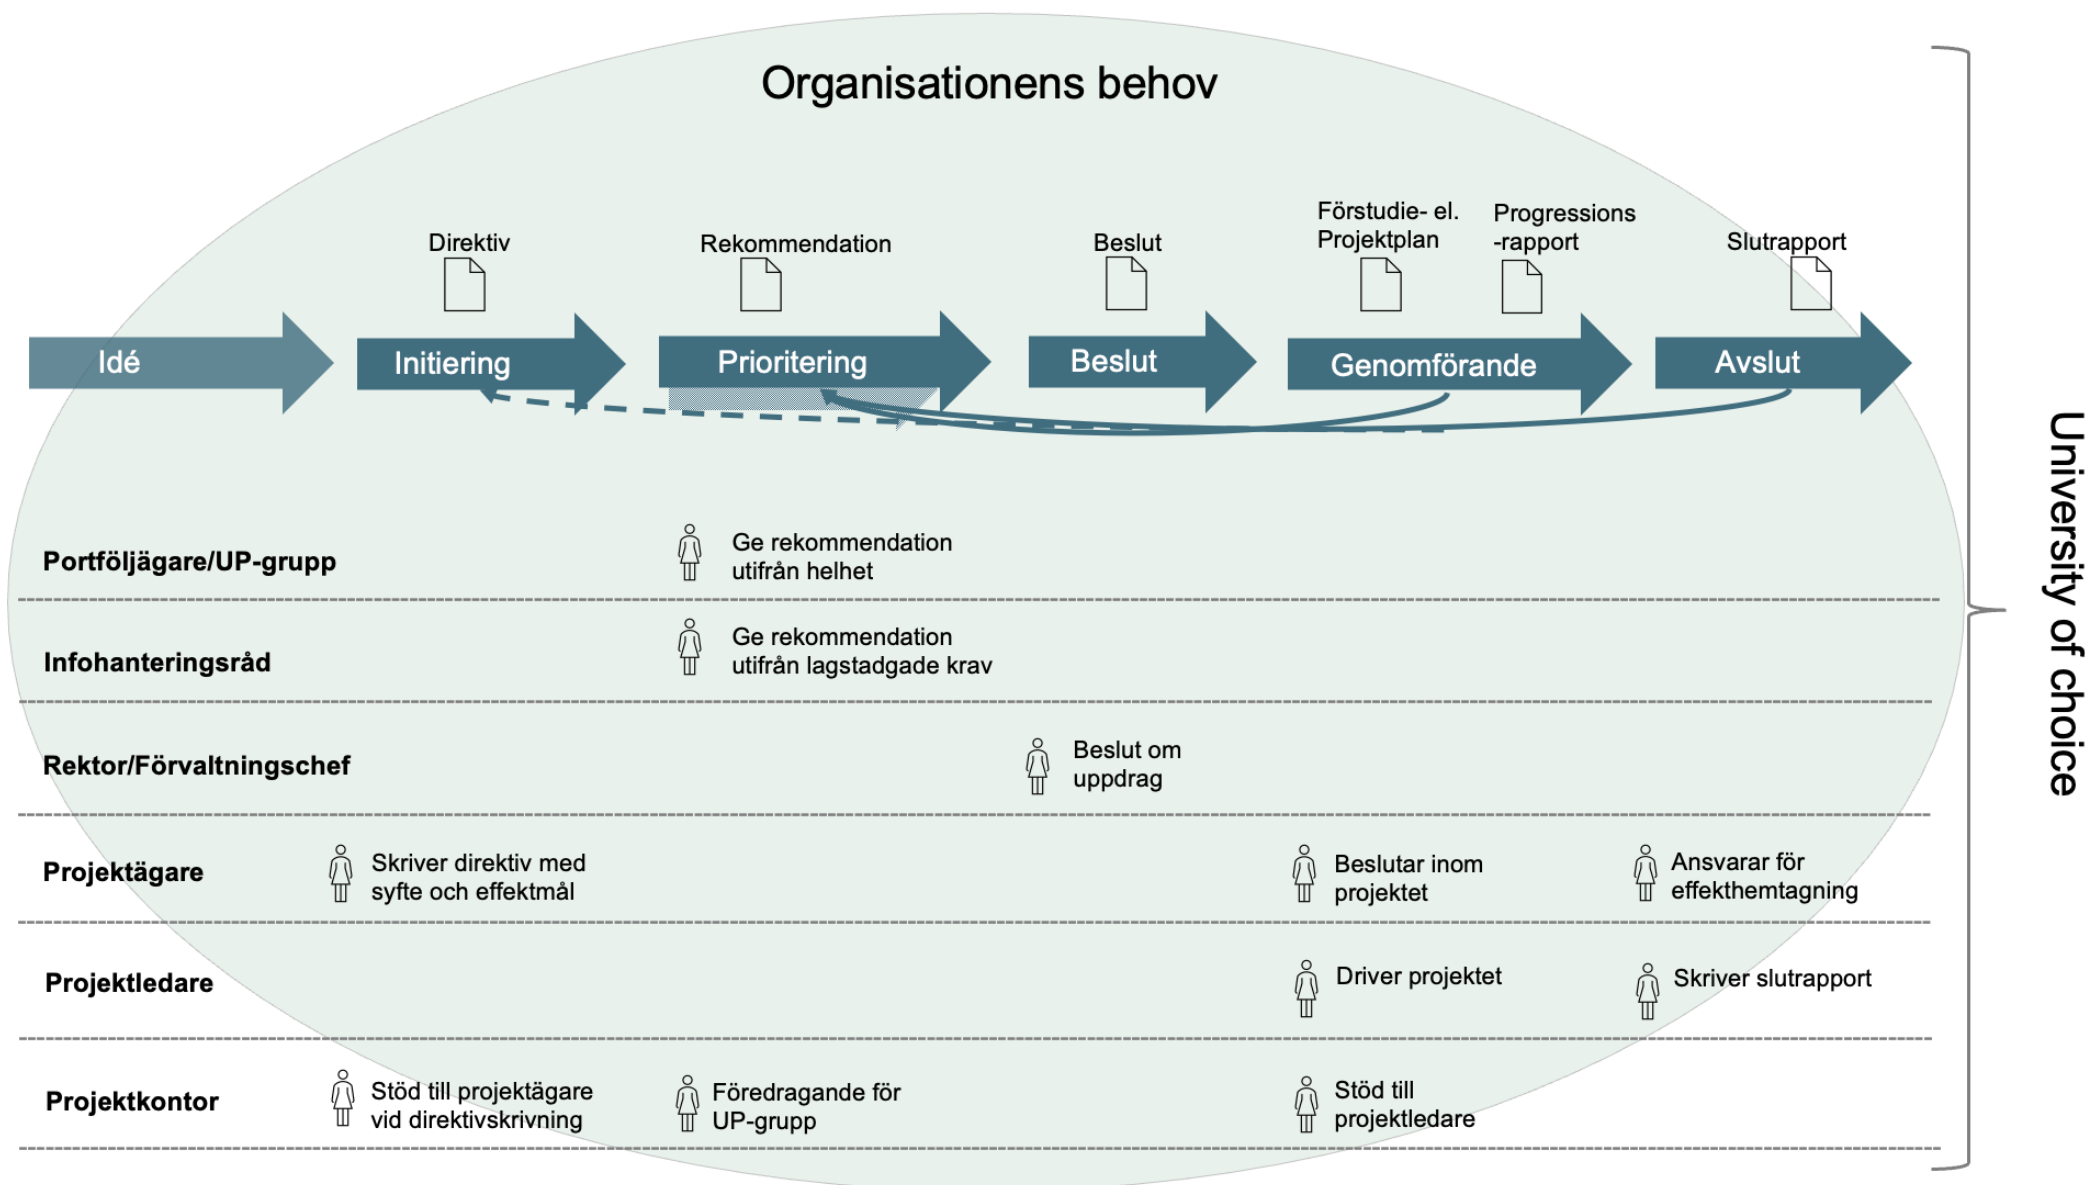 Organisationens behov
Direktiv
Rekommendation
Beslut
Förstudie- el.
Projektplan
Progressions
-rapport
Slutrapport
Idé
Initiering
Prioritering
Beslut
Genomförande
Avslut
University of choice
Portföljägare/UP-grupp
Ge rekommendation
utifrån helhet
Infohanteringsråd
Ge rekommendation
utifrån lagstadgade krav
Rektor/Förvaltningschef
Beslut om
uppdrag
Projektägare
Skriver direktiv med
syfte och effektmål
Beslutar inom
projektet
Ansvarar för
effekthemtagning
Projektledare
Driver projektet
Skriver slutrapport
Projektkontor
Stöd till projektägare
vid direktivskrivning
Föredragande för
UP-grupp
Stöd till
projektledare